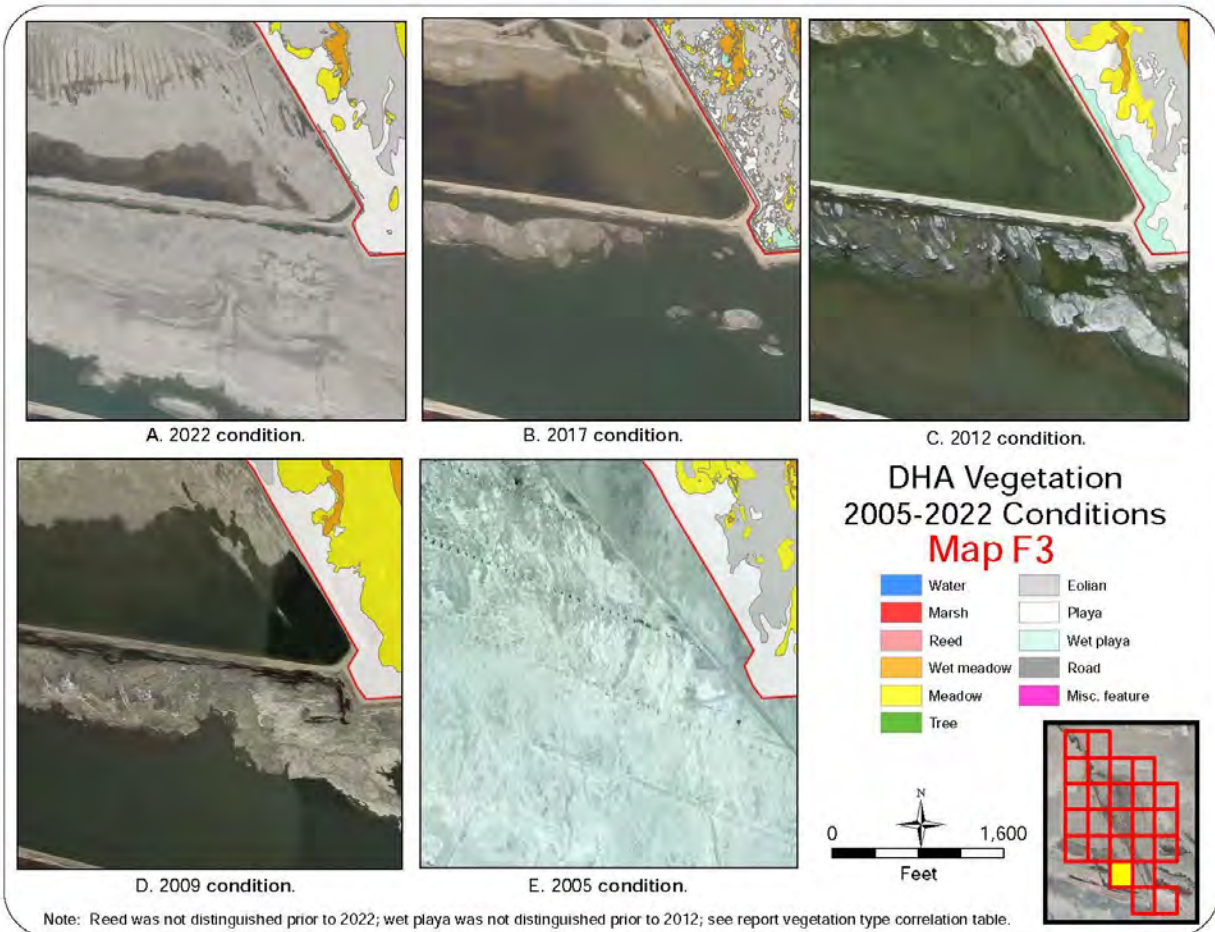 A. 2022 condition.
B. 2017 condition.
C. 2012 condition.
D. 2009 condition.
E. 2005 condition.
DHA Vegetation
2005-2022 Conditions
Map F3
Water
Marsh
Reed
Wet meadow
Meadow
Tree
Eolian
Playa
Wet playa
Road
Misc. feature
N
0 1,600
Feet
Note: Reed was not distinguished prior to 2022; wet playa was not distinguished prior to 2012; see report vegetation type correlation table.